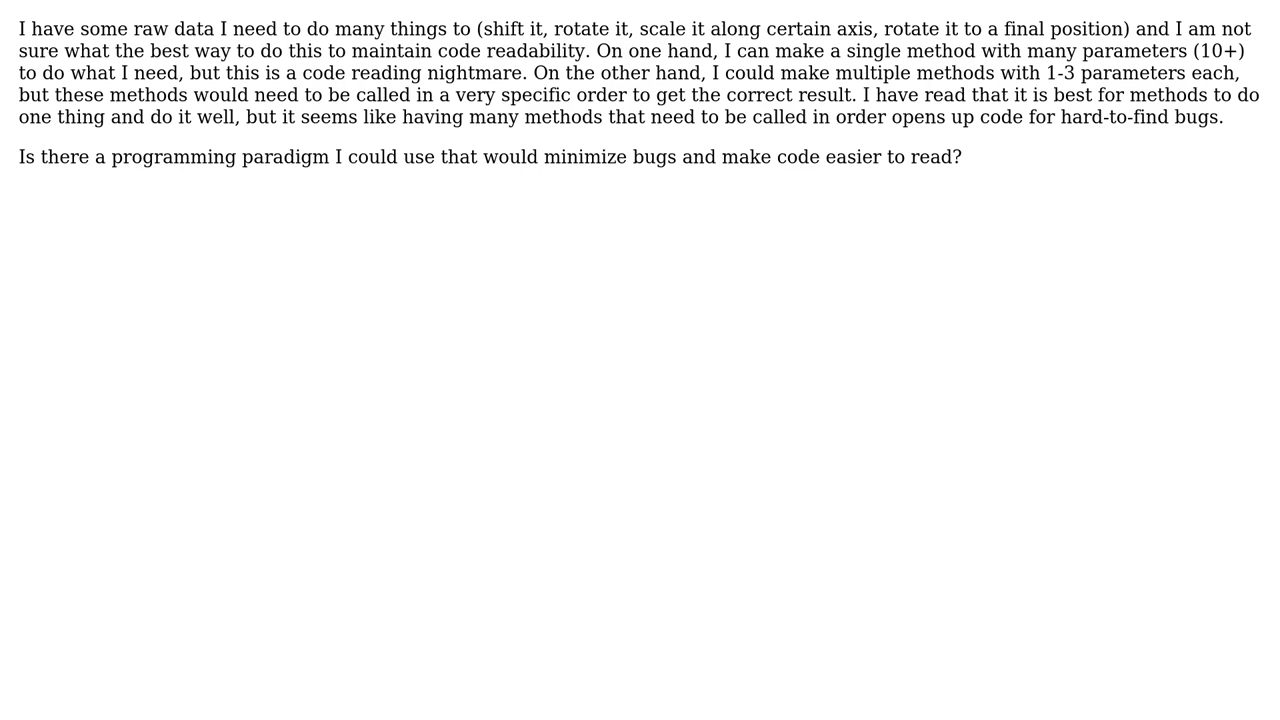 I have some raw data I need to do many things to (shift it, rotate it, scale it along certain axis, rotate it to a final position) and I am not
sure what the best way to do this to maintain code readability. On one hand, I can make a single method with many parameters (10+)
to do what I need, but this is a code reading nightmare. On the other hand, I could make multiple methods with 1-3 parameters each,
but these methods would need to be called in a very specific order to get the correct result. I have read that it is best for methods to do
one thing and do it well, but it seems like having many methods that need to be called in order opens up code for hard-to-find bugs.
Is there a programming paradigm I could use that would minimize bugs and make code easier to read?